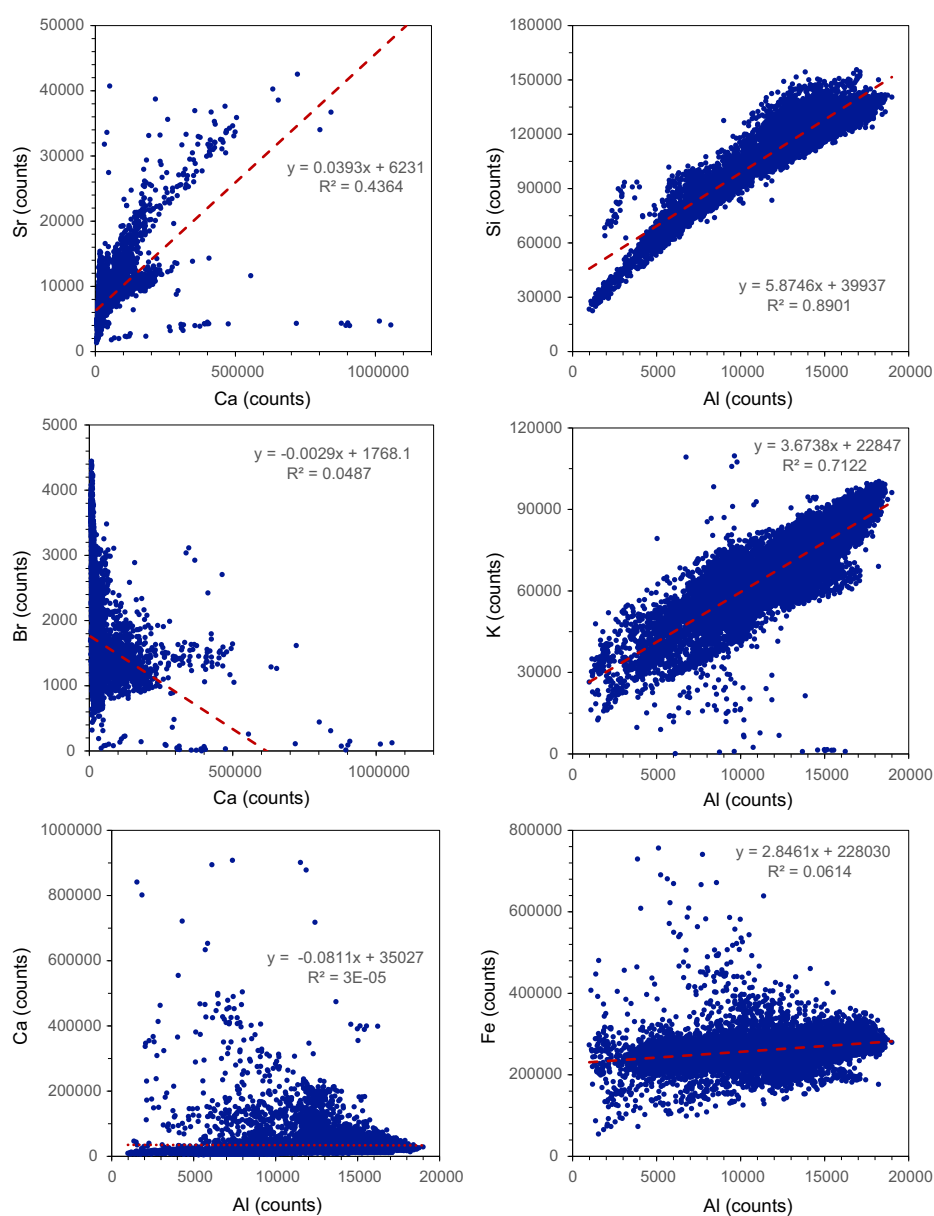 50000
40000
30000
20000
10000
0
Sr (counts)
y = 0.0393x + 6231
R² = 0.4364
0
500000
1000000
Ca (counts)
180000
150000
120000
90000
60000
30000
0
Si (counts)
y = 5.8746x + 39937
R² = 0.8901
0
5000
10000
15000
20000
Al (counts)
5000
4000
3000
2000
1000
0
Br (counts)
y = -0.0029x + 1768.1
R² = 0.0487
0
500000
1000000
Ca (counts)
120000
90000
60000
30000
0
K (counts)
y = 3.6738x + 22847
R² = 0.7122
0
5000
10000
15000
20000
Al (counts)
1000000
800000
600000
400000
200000
0
Ca (counts)
y = -0.0811x + 35027
R² = 3E-05
0
5000
10000
15000
20000
Al (counts)
800000
600000
400000
200000
0
Fe (counts)
y = 2.8461x + 228030
R² = 0.0614
0
5000
10000
15000
20000
Al (counts)